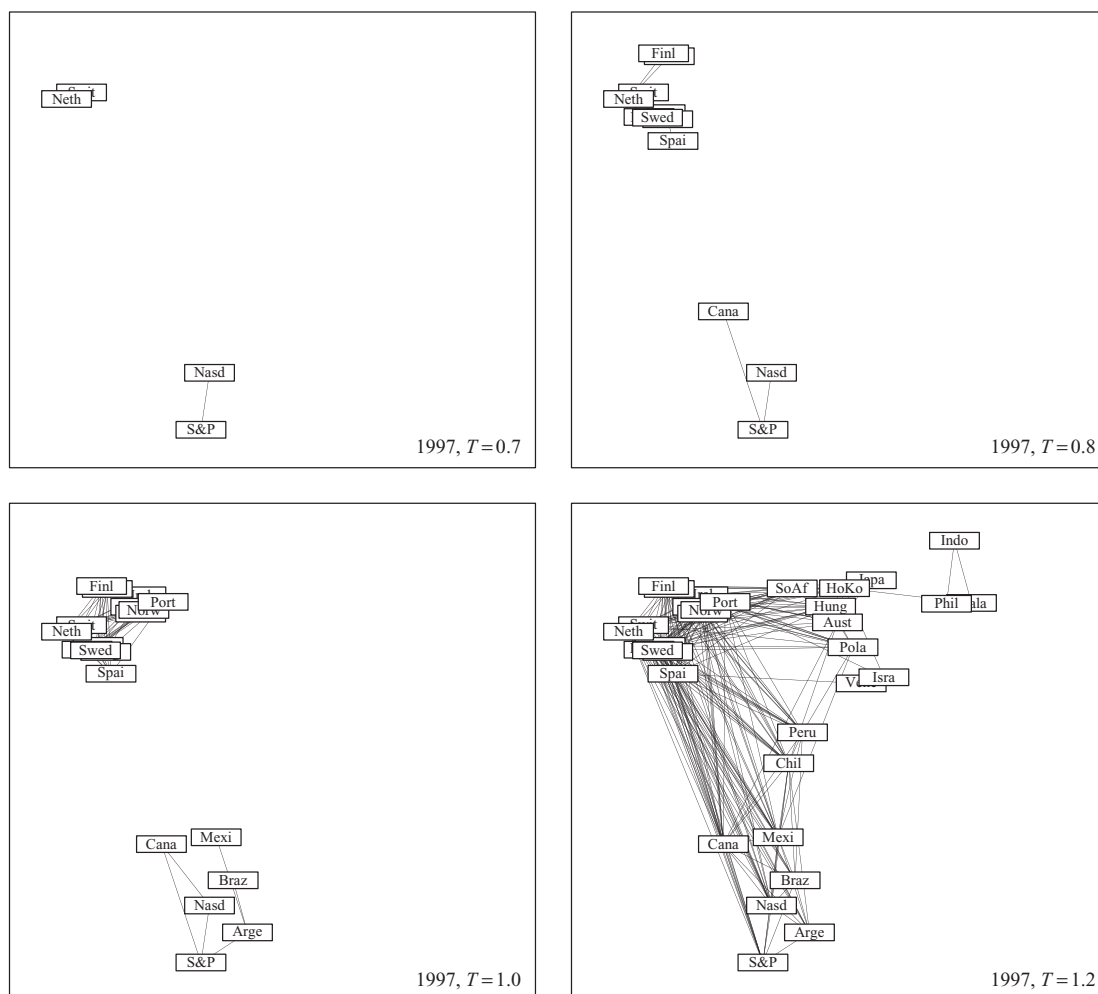 Neth
Nasd
S&P
1997, T=0.7
Finl
Neth
Swed
Spai
Cana
Nasd
S&P
1997, T=0.8
Finl
Port
Norw
Neth
Swed
Spai
Cana
Mexi
Braz
Nasd
Arge
S&P
1997, T=1.0
Indo
Finl
SoAf
HoKo
Port
Phil
Hung
Norw
Aust
Neth
Swed
Pola
Spai
Isra
Peru
Chil
Cana
Mexi
Braz
Nasd
Arge
S&P
1997, T=1.2